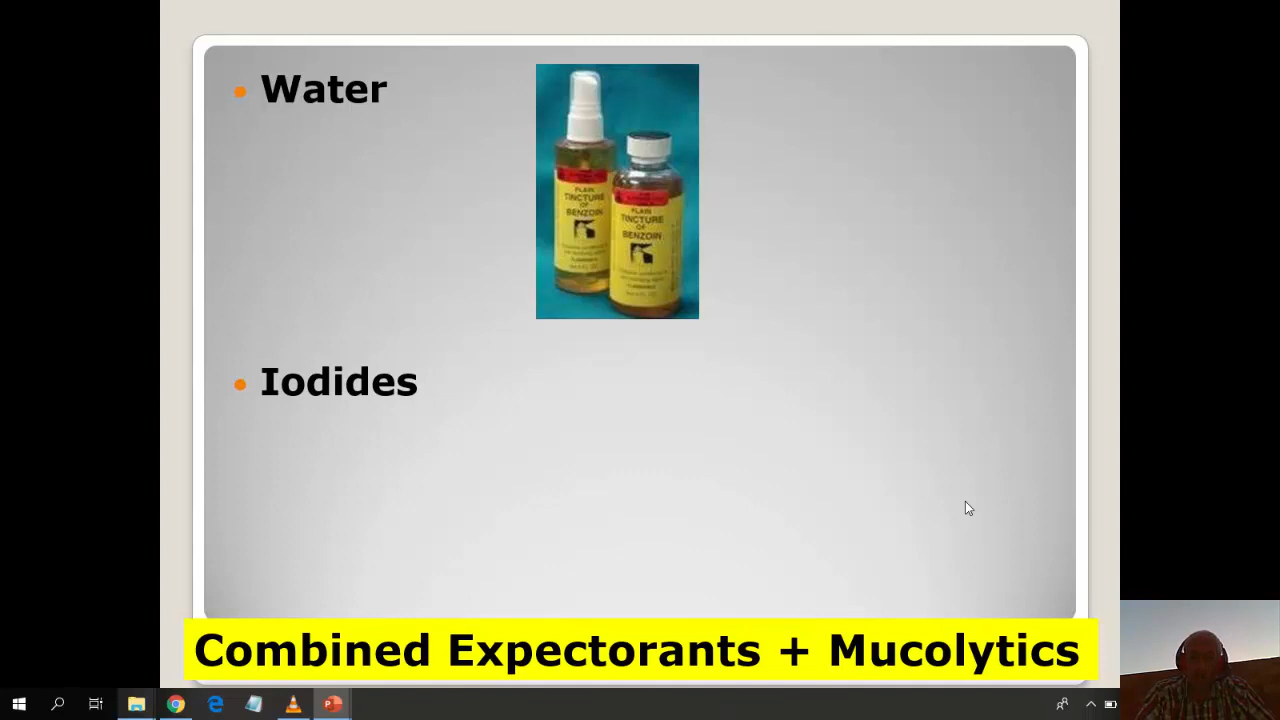 Water
PLAIN
TINCTURE
OF
BENZOIN
PLAIN
TINCTURE
OF
BENZOIN
Iodides
Combined Expectorants + Mucolytics